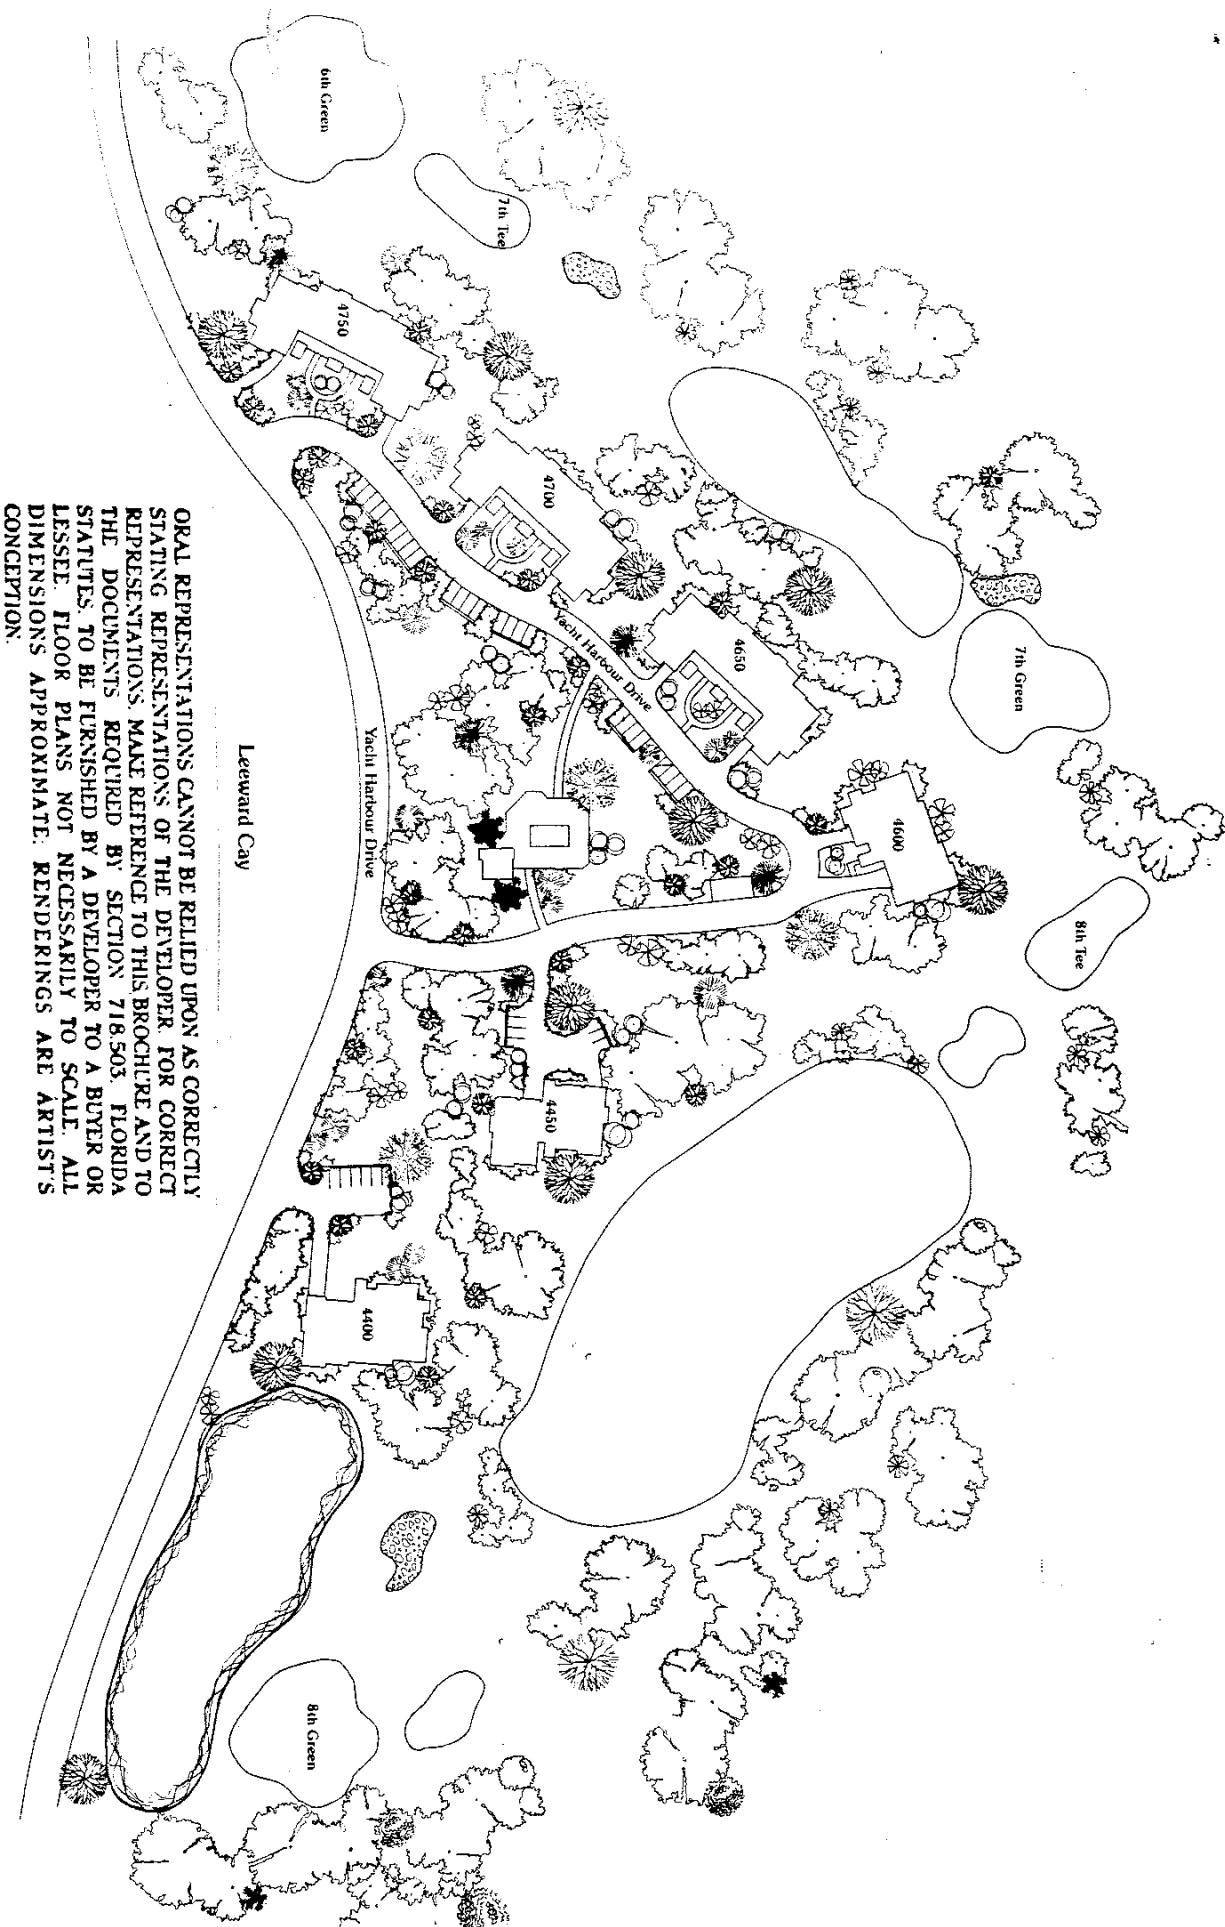 6th Green
7th Tee
4750
4700
Yacht Harbour Drive
4650
7th Green
4600
8th Tee
Yacht Harbour Drive
4450
4400
8th Green
Leeward Cay
ORAL REPRESENTATIONS CANNOT BE RELIED UPON AS CORRECTLY
STATING REPRESENTATIONS OF THE DEVELOPER. FOR CORRECT
REPRESENTATIONS, MAKE REFERENCE TO THIS BROCHURE AND TO
THE DOCUMENTS REQUIRED BY SECTION 718.503, FLORIDA
STATUTES, TO BE FURNISHED BY A DEVELOPER TO A BUYER OR
LESSEE. FLOOR PLANS NOT NECESSARILY TO SCALE. ALL
DIMENSIONS APPROXIMATE; RENDERINGS ARE ARTIST'S
CONCEPTION.